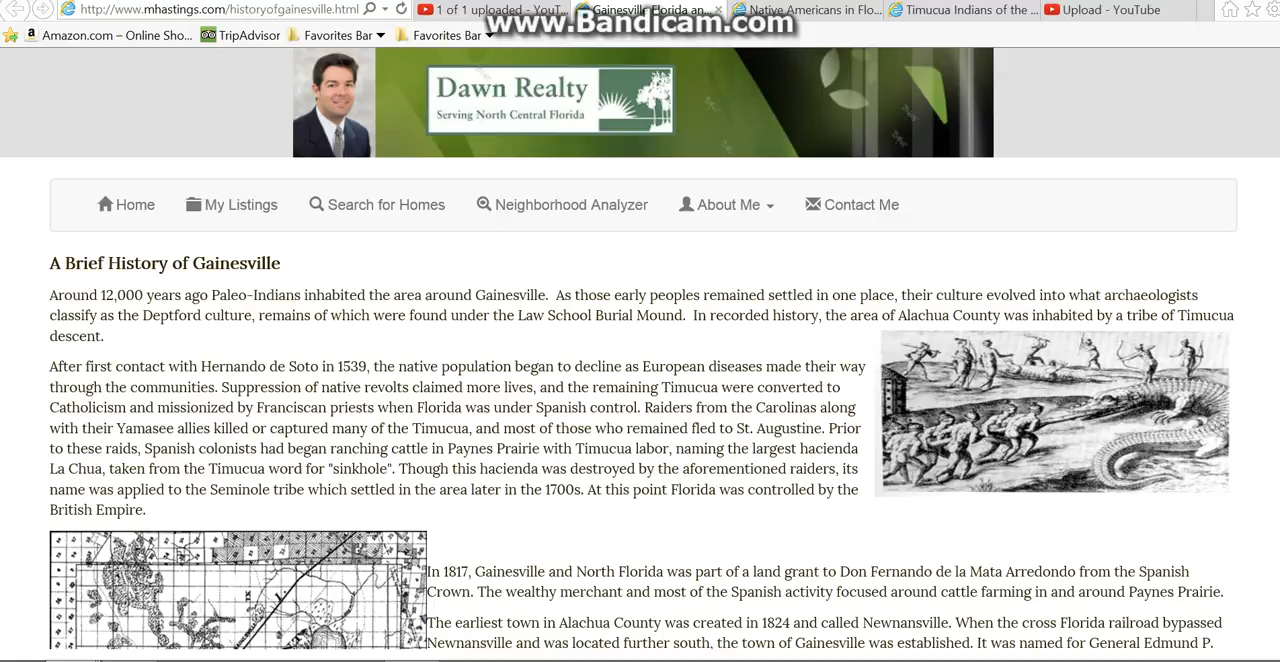 http://www.mhastings.com/historyofgainesville.html
1 of 1 uploaded - YouT...
Gainesville, Florida an...
Native Americans in Flo...
Timucua Indians of the ...
Upload - YouTube
www.Bandicam.com
Amazon.com – Online Sho...
TripAdvisor
Favorites Bar
Favorites Bar
Dawn Realty
Serving North Central Florida
Home
My Listings
Search for Homes
Neighborhood Analyzer
About Me
Contact Me
A Brief History of Gainesville
Around 12,000 years ago Paleo-Indians inhabited the area around Gainesville.  As those early peoples remained settled in one place, their culture evolved into what archaeologists
classify as the Deptford culture, remains of which were found under the Law School Burial Mound.  In recorded history, the area of Alachua County was inhabited by a tribe of Timucua
descent.
After first contact with Hernando de Soto in 1539, the native population began to decline as European diseases made their way
through the communities. Suppression of native revolts claimed more lives, and the remaining Timucua were converted to
Catholicism and missionized by Franciscan priests when Florida was under Spanish control. Raiders from the Carolinas along
with their Yamasee allies killed or captured many of the Timucua, and most of those who remained fled to St. Augustine. Prior
to these raids, Spanish colonists had began ranching cattle in Paynes Prairie with Timucua labor, naming the largest hacienda
La Chua, taken from the Timucua word for "sinkhole". Though this hacienda was destroyed by the aforementioned raiders, its
name was applied to the Seminole tribe which settled in the area later in the 1700s. At this point Florida was controlled by the
British Empire.
In 1817, Gainesville and North Florida was part of a land grant to Don Fernando de la Mata Arredondo from the Spanish
Crown. The wealthy merchant and most of the Spanish activity focused around cattle farming in and around Paynes Prairie.
The earliest town in Alachua County was created in 1824 and called Newnansville. When the cross Florida railroad bypassed
Newnansville and was located further south, the town of Gainesville was established. It was named for General Edmund P.